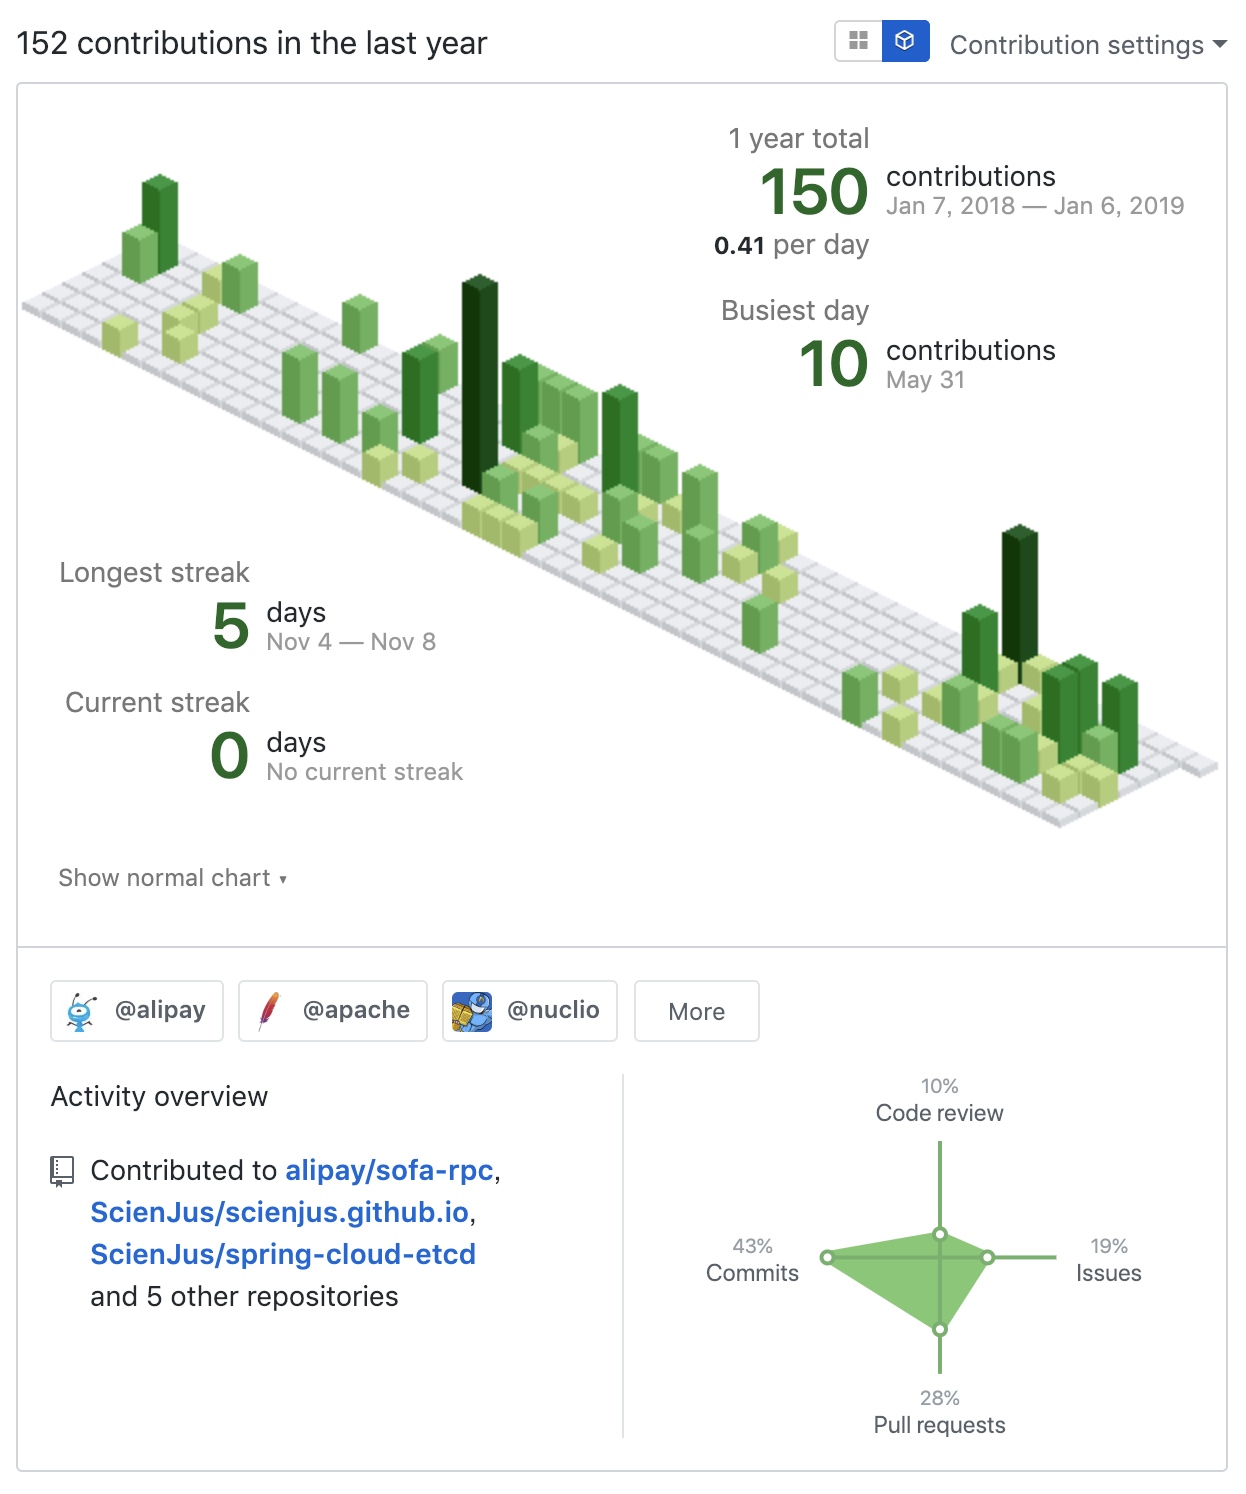 152 contributions in the last year
Contribution settings
1 year total
150 contributions
Jan 7, 2018 — Jan 6, 2019
0.41 per day
Busiest day
10 contributions
May 31
Longest streak
5 days
Nov 4 — Nov 8
Current streak
0 days
No current streak
Show normal chart
@alipay
@apache
@nuclio
More
Activity overview
Contributed to alipay/sofa-rpc,
ScienJus/scienjus.github.io,
ScienJus/spring-cloud-etcd
and 5 other repositories
10%
Code review
43%
Commits
19%
Issues
28%
Pull requests